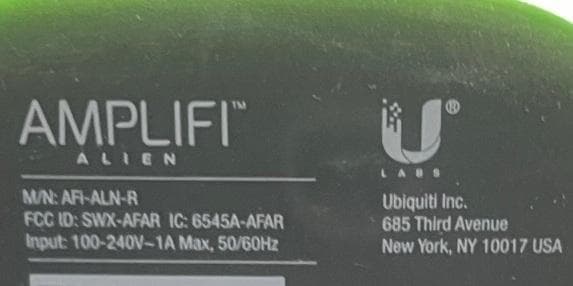 AMPLIFI™
ALIEN
M/N: AFi-ALN-R
FCC ID: SWX-AFAR IC: 6545A-AFAR
Input: 100-240V~1A Max, 50/60Hz
U®
LABS
Ubiquiti Inc.
685 Third Avenue
New York, NY 10017 USA